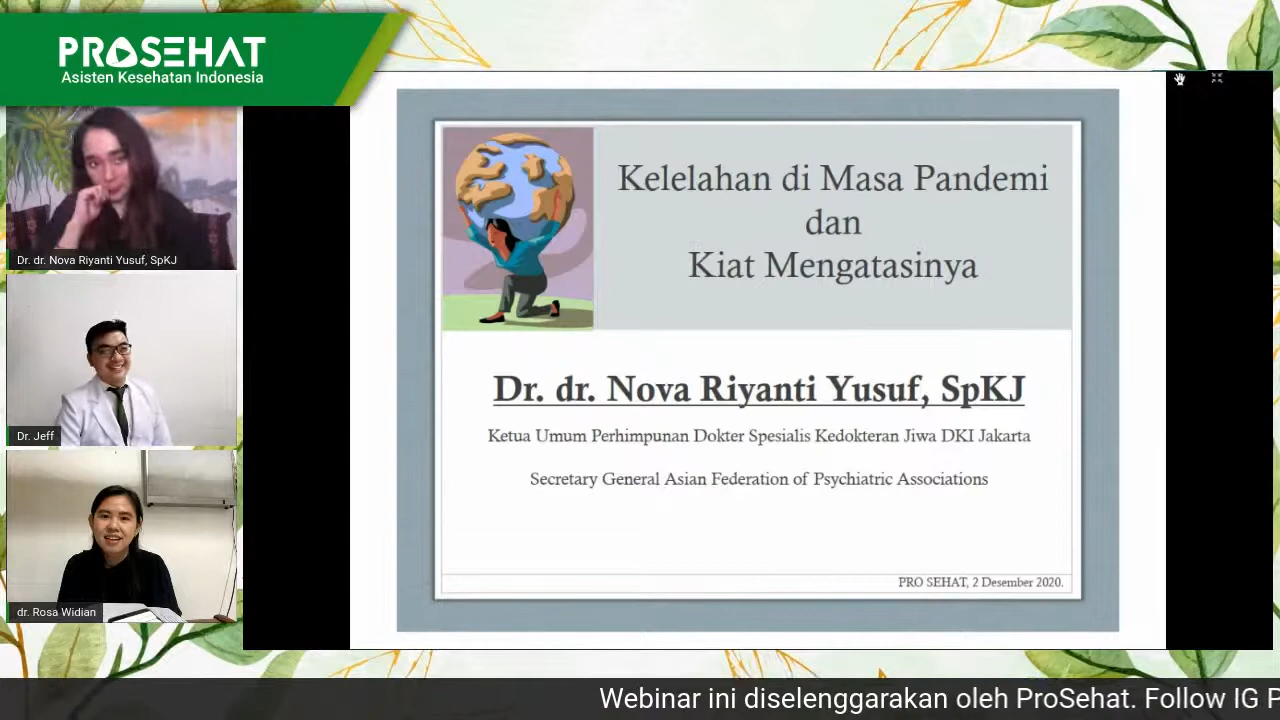 PROSEHAT
Asisten Kesehatan Indonesia
Dr. dr. Nova Riyanti Yusuf, SpKJ
Dr. Jeff
dr. Rosa Widian
Kelelahan di Masa Pandemi
dan
Kiat Mengatasinya
Dr. dr. Nova Riyanti Yusuf, SpKJ
Ketua Umum Perhimpunan Dokter Spesialis Kedokteran Jiwa DKI Jakarta
Secretary General Asian Federation of Psychiatric Associations
PRO SEHAT, 2 Desember 2020.
Webinar ini diselenggarakan oleh ProSehat. Follow IG P